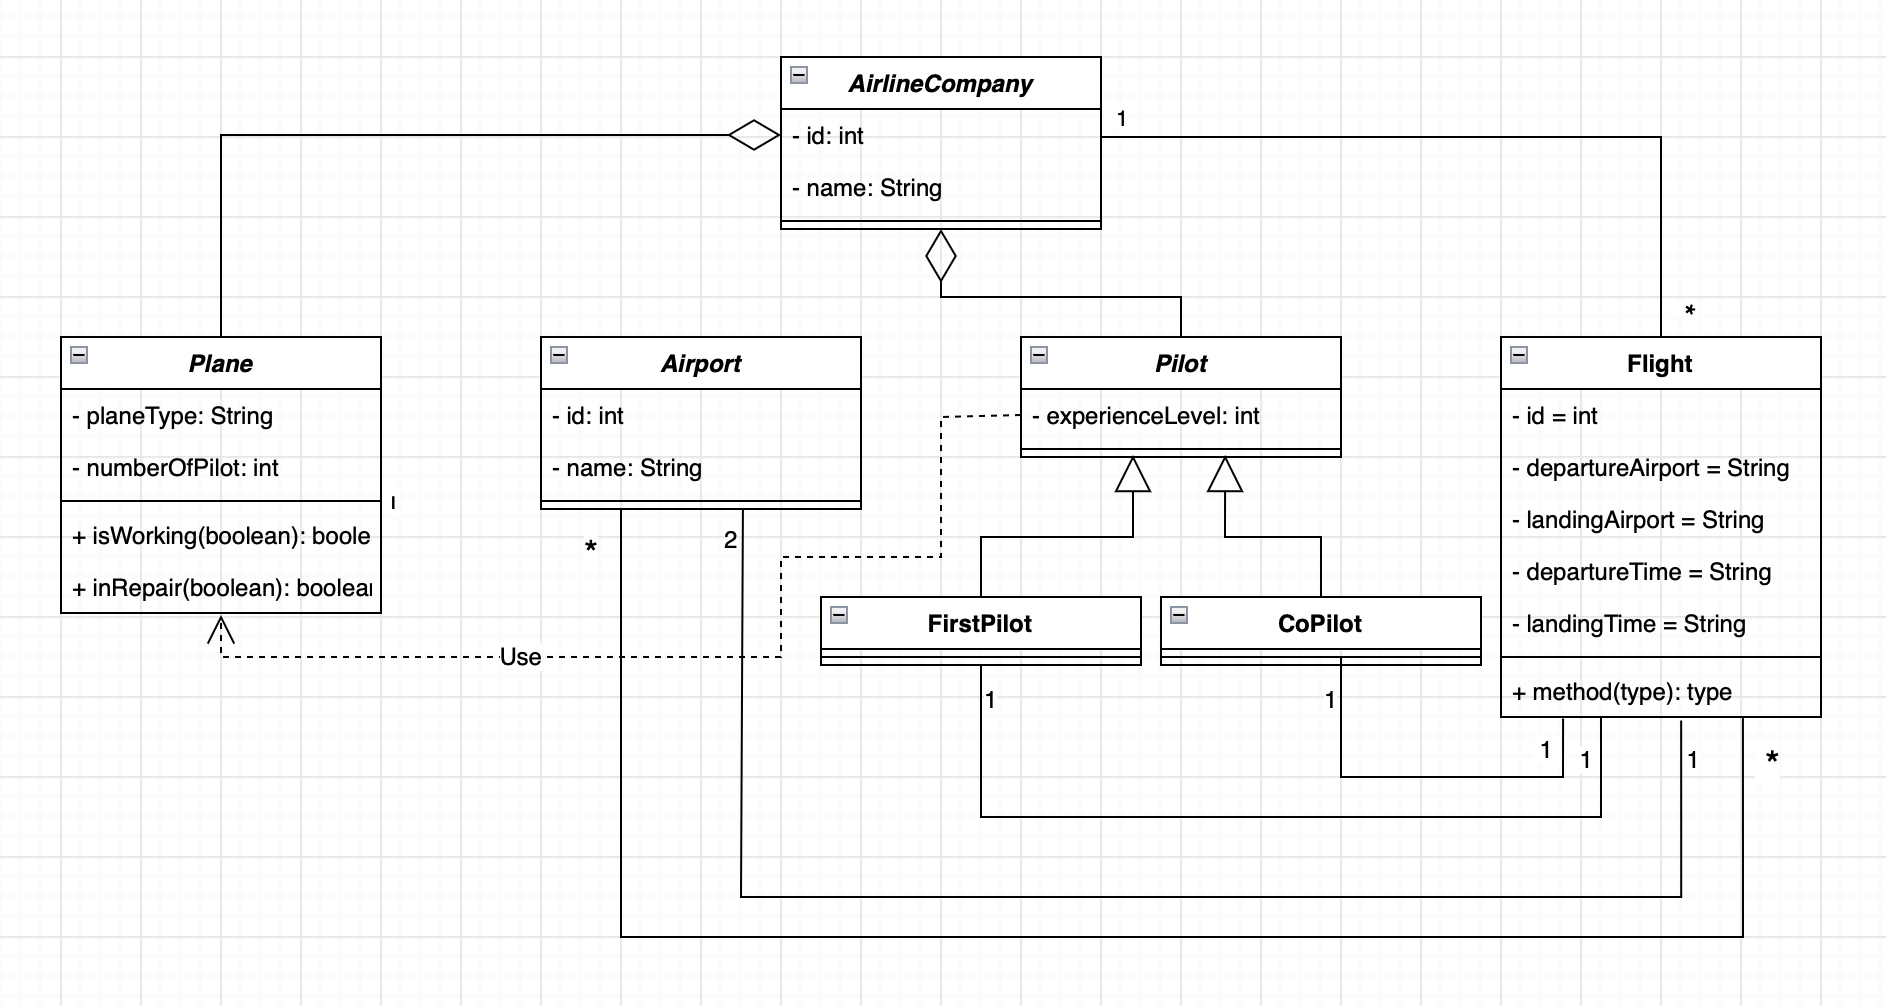 AirlineCompany
- id: int
- name: String
1
*
Plane
- planeType: String
- numberOfPilot: int
+ isWorking(boolean): boole
+ inRepair(boolean): boolea
Airport
- id: int
- name: String
*
2
Pilot
- experienceLevel: int
Flight
- id = int
- departureAirport = String
- landingAirport = String
- departureTime = String
- landingTime = String
+ method(type): type
FirstPilot
CoPilot
Use
1
1
1
1
1
*